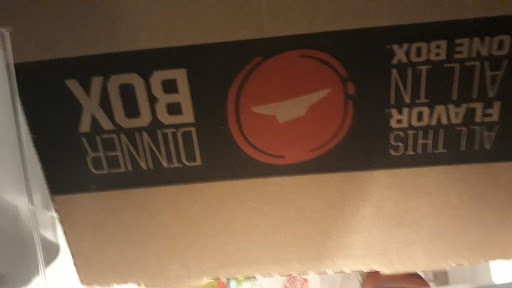 ALL THIS
FLAVOR.
ALL IN
ONE BOX.
DINNER
BOX